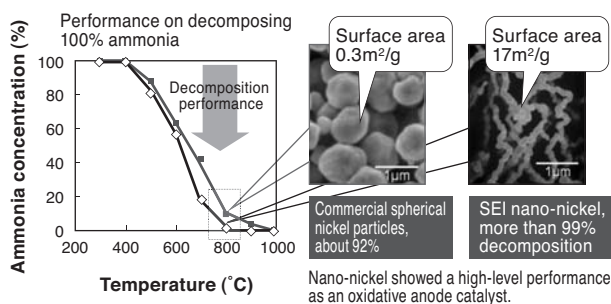 Performance on decomposing
100% ammonia
Ammonia concentration (%)
100
80
60
40
20
0
200
400
600
800
1000
Temperature (˚C)
Decomposition
performance
Surface area
0.3m²/g
Surface area
17m²/g
1µm
1µm
Commercial spherical
nickel particles,
about 92%
SEI nano-nickel,
more than 99%
decomposition
Nano-nickel showed a high-level performance
as an oxidative anode catalyst.